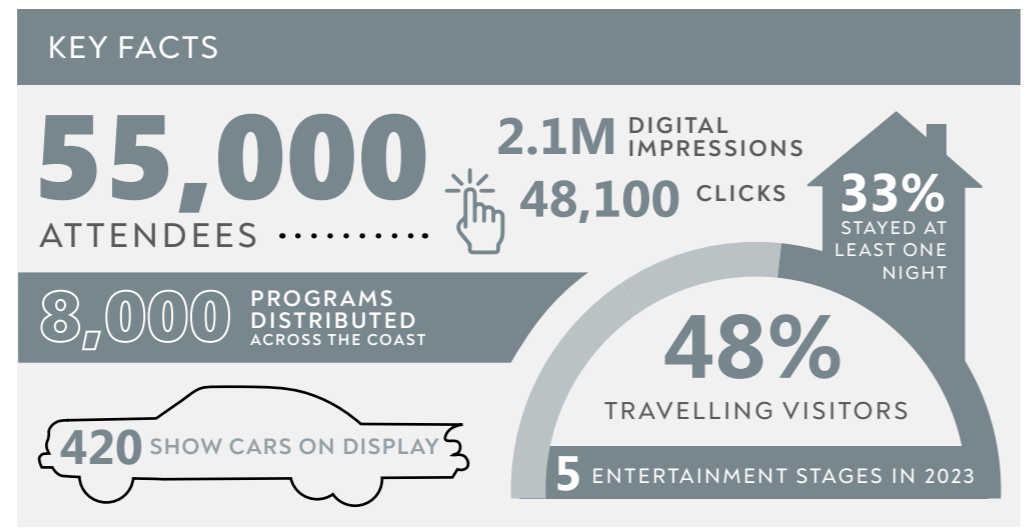 KEY FACTS
55,000
ATTENDEES
2.1M DIGITAL
IMPRESSIONS
48,100 CLICKS
33%
STAYED AT
LEAST ONE
NIGHT
8,000 PROGRAMS
DISTRIBUTED
ACROSS THE COAST
48%
TRAVELLING VISITORS
420 SHOW CARS ON DISPLAY
5 ENTERTAINMENT STAGES IN 2023